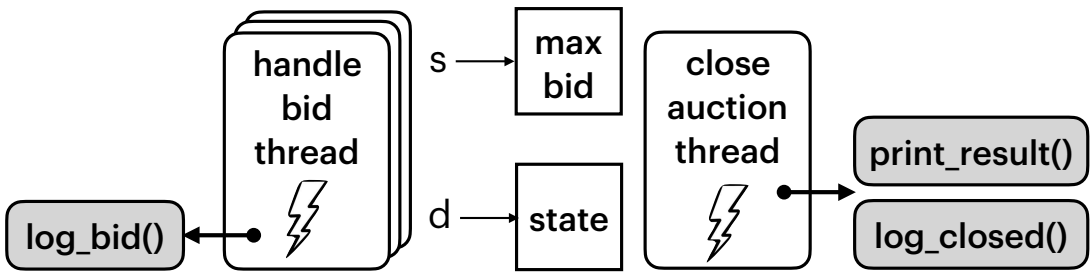 handle
bid
thread
log_bid()
s
max
bid
d
state
close
auction
thread
print_result()
log_closed()